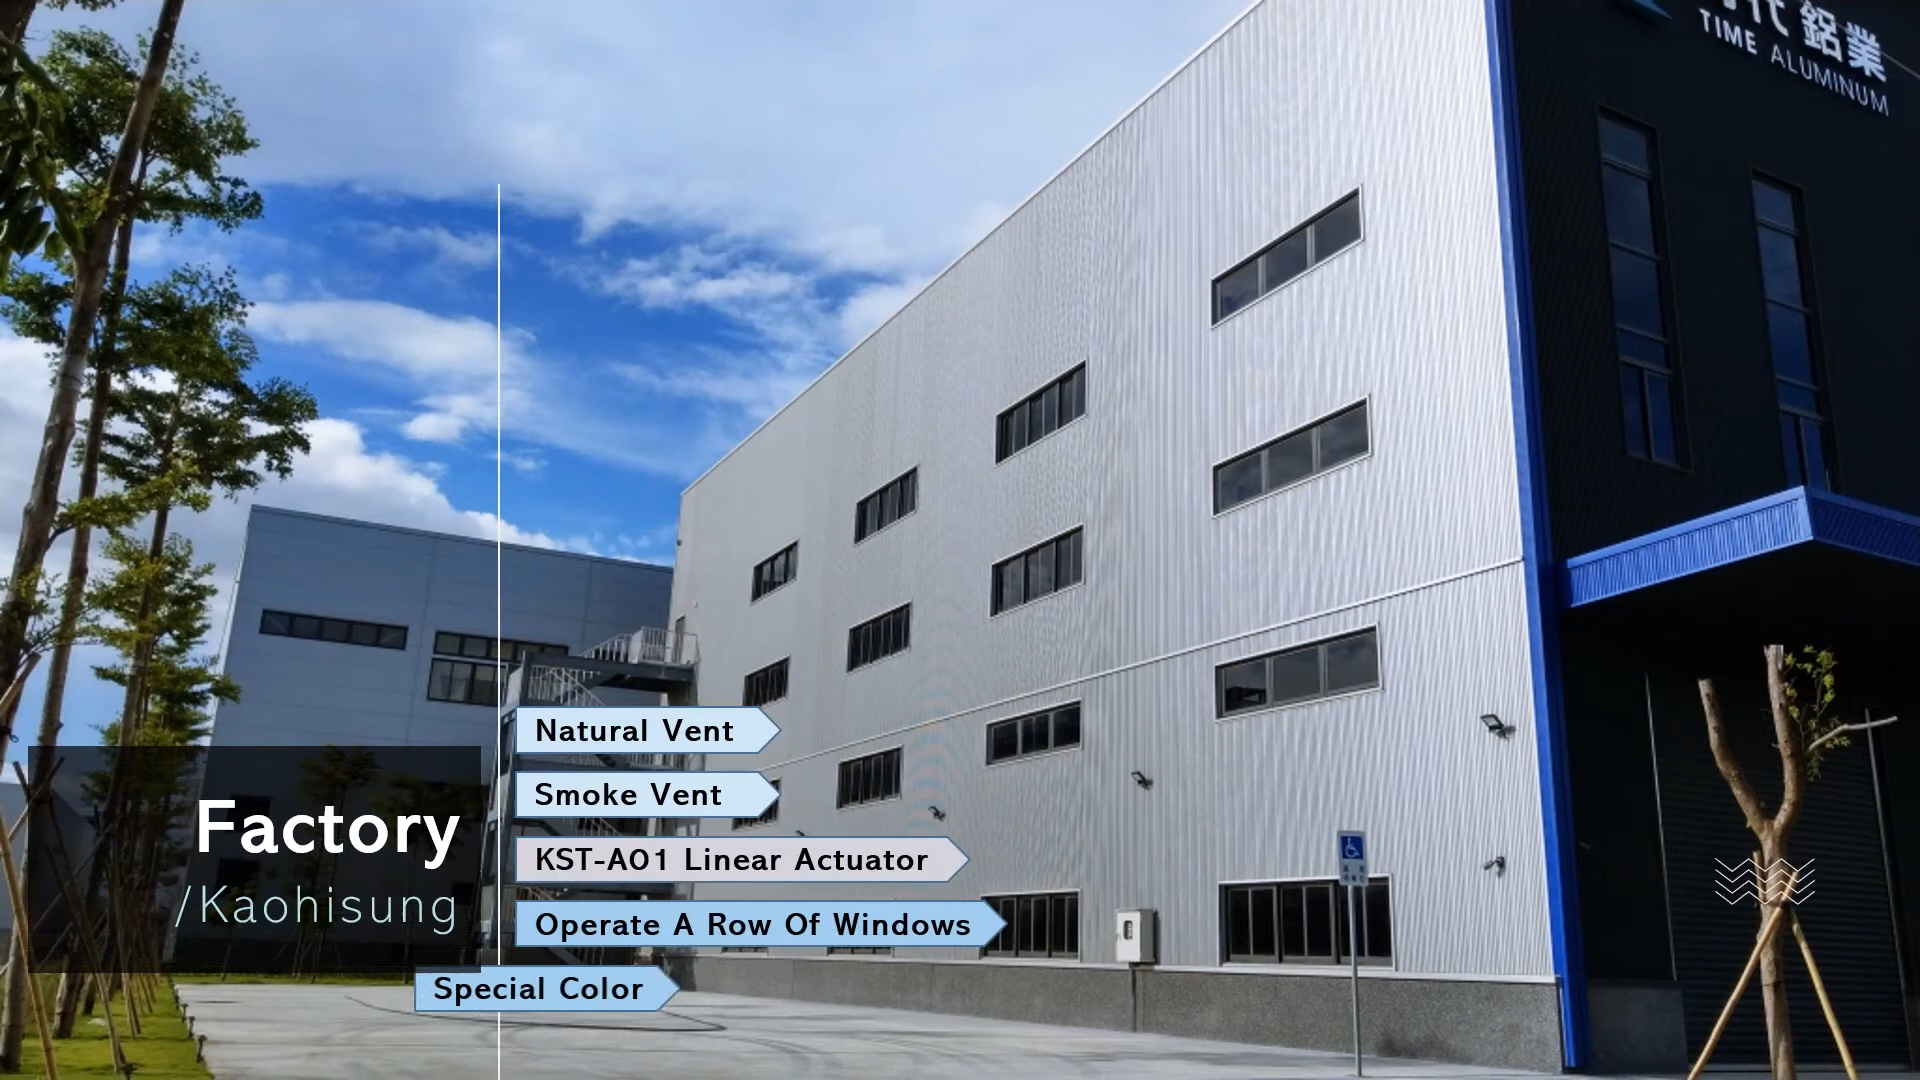 代 鋁業
TIME ALUMINUM
Natural Vent
Smoke Vent
Factory
KST-A01 Linear Actuator
/Kaohisung
Operate A Row Of Windows
Special Color